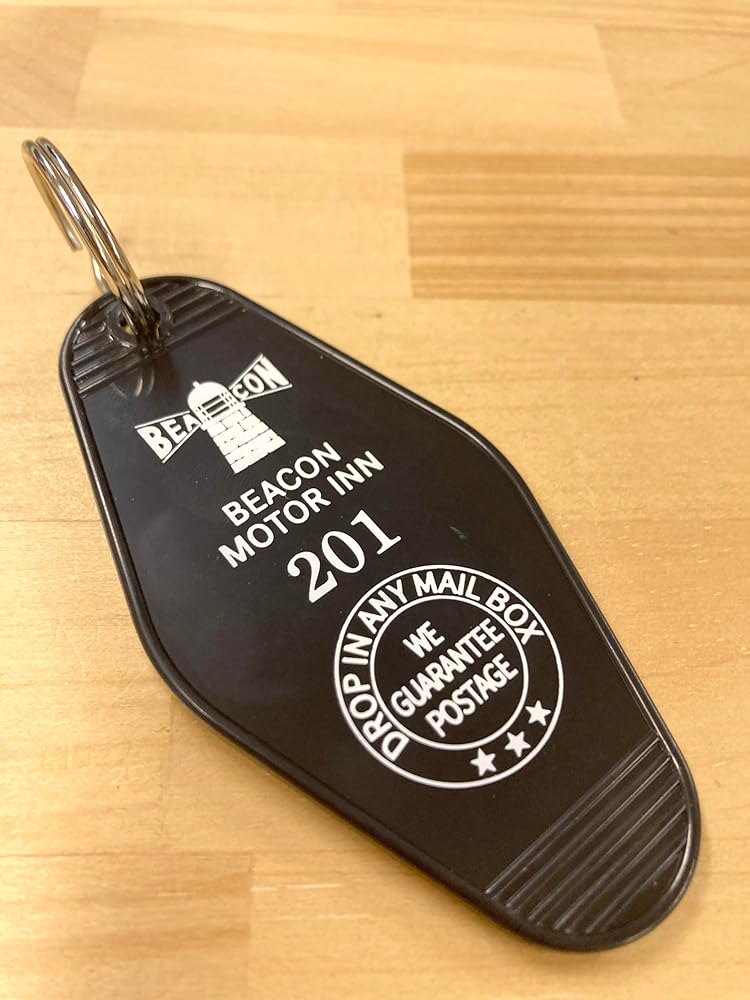 BEACON
BEACON
MOTOR INN
201
DROP IN ANY MAIL BOX
WE
GUARANTEE
POSTAGE